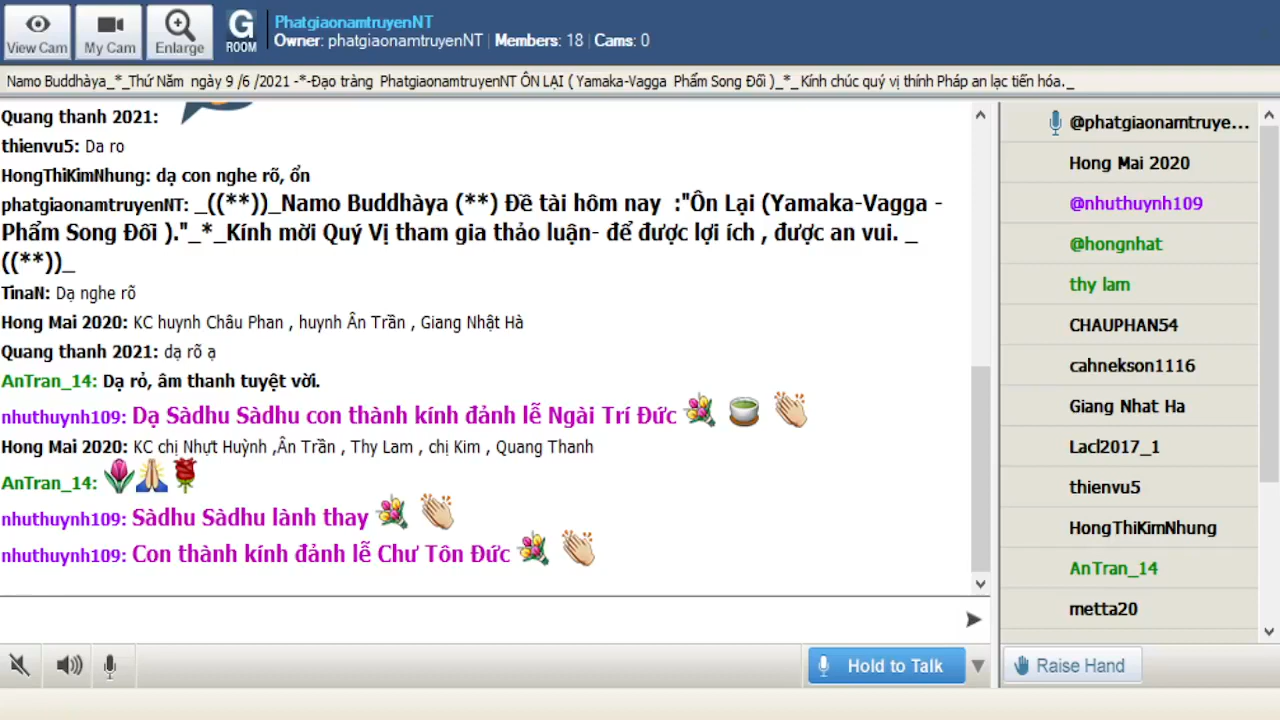 View Cam
My Cam
Enlarge
G
ROOM
PhatgiaonamtruyenNT
Owner: phatgiaonamtruyenNT | Members: 18 | Cams: 0
Namo Buddhàya_*_Thứ Năm ngày 9 /6 /2021 -*-Đạo tràng PhatgiaonamtruyenNT ÔN LẠI ( Yamaka-Vagga Phẩm Song Đối )_*_ Kính chúc quý vị thính Pháp an lạc tiến hóa._
Quang thanh 2021:
thienvu5: Da ro
HongThiKimNhung: dạ con nghe rõ, ổn
phatgiaonamtruyenNT: _((**))_Namo Buddhàya (**) Đề tài hôm nay :"Ôn Lại (Yamaka-Vagga -
Phẩm Song Đối )."_*_Kính mời Quý Vị tham gia thảo luận- để được lợi ích , được an vui. _
((**))_
TinaN: Dạ nghe rõ
Hong Mai 2020: KC huynh Châu Phan , huynh Ân Trần , Giang Nhật Hà
Quang thanh 2021: dạ rõ ạ
AnTran_14: Dạ rỏ, âm thanh tuyệt vời.
nhuthuynh109: Dạ Sàdhu Sàdhu con thành kính đảnh lễ Ngài Trí Đức
Hong Mai 2020: KC chị Nhựt Huỳnh ,Ân Trần , Thy Lam , chị Kim , Quang Thanh
AnTran_14:
nhuthuynh109: Sàdhu Sàdhu lành thay
nhuthuynh109: Con thành kính đảnh lễ Chư Tôn Đức
@phatgiaonamtruye...
Hong Mai 2020
@nhuthuynh109
@hongnhat
thy lam
CHAUPHAN54
cahnekson1116
Giang Nhat Ha
Lacl2017_1
thienvu5
HongThiKimNhung
AnTran_14
metta20
Hold to Talk
Raise Hand